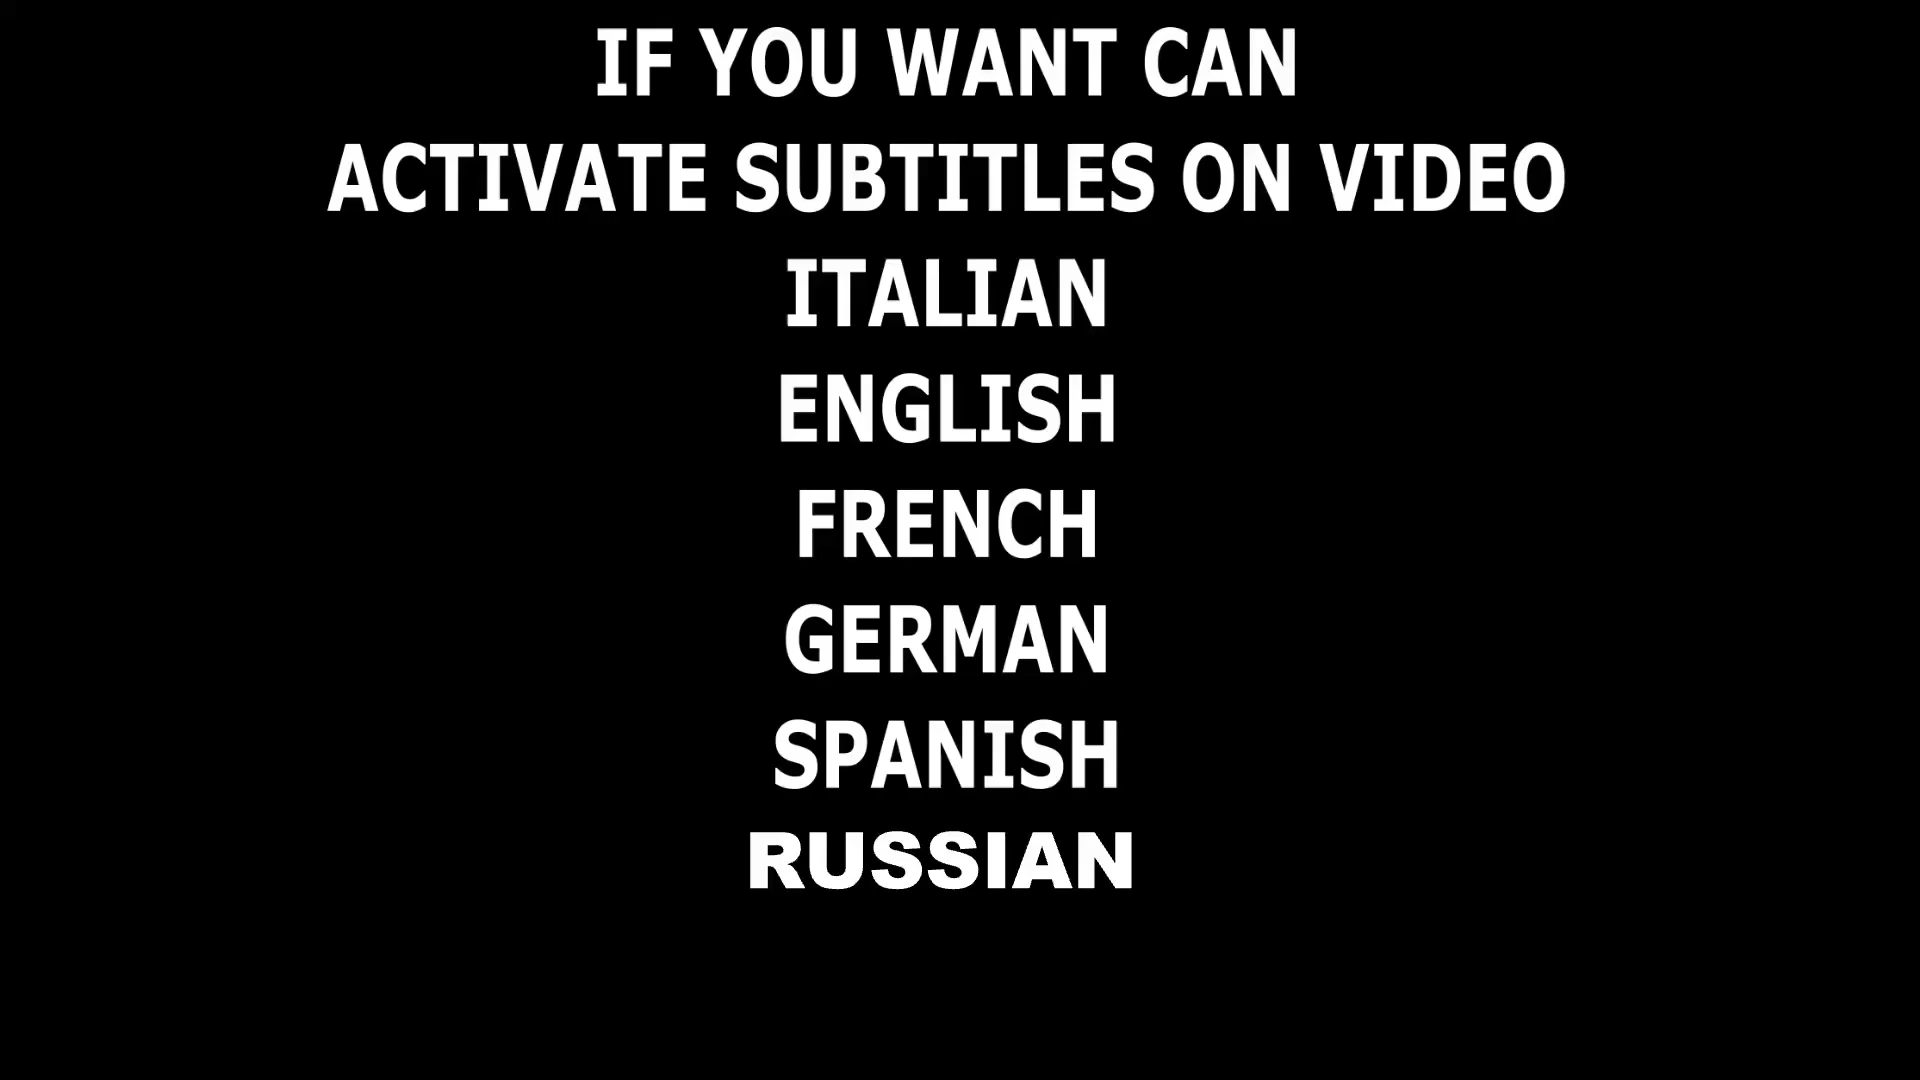 IF YOU WANT CAN
ACTIVATE SUBTITLES ON VIDEO
ITALIAN
ENGLISH
FRENCH
GERMAN
SPANISH
RUSSIAN